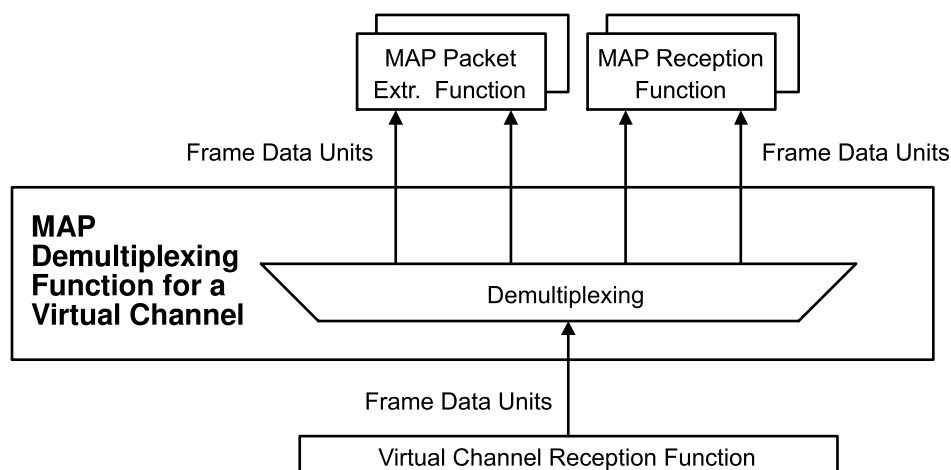 MAP Packet
Extr. Function
MAP Reception
Function
Frame Data Units
Frame Data Units
MAP
Demultiplexing
Function for a
Virtual Channel
Demultiplexing
Frame Data Units
Virtual Channel Reception Function